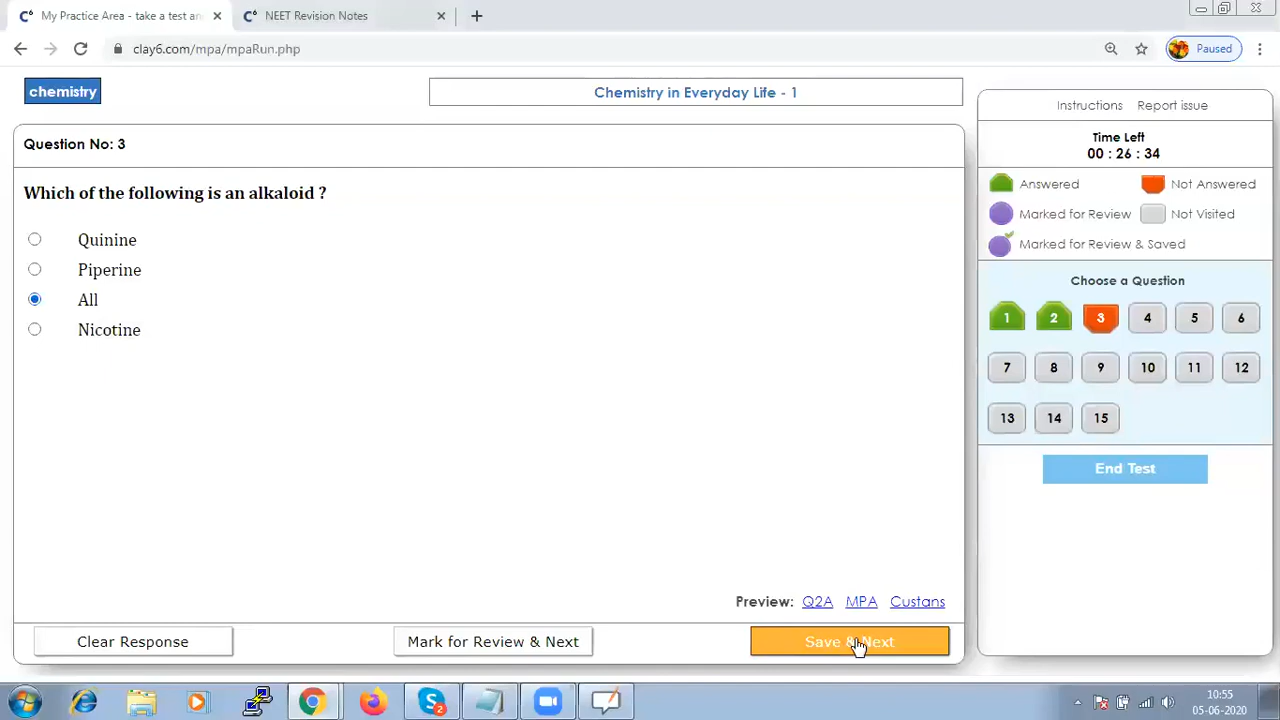 My Practice Area - take a test an
NEET Revision Notes
clay6.com/mpa/mpaRun.php
Paused
chemistry
Chemistry in Everyday Life - 1
Instructions Report issue
Question No: 3
Time Left
00 : 26 : 34
Which of the following is an alkaloid ?
Answered
Not Answered
Marked for Review
Not Visited
Marked for Review & Saved
Quinine
Piperine
All
Nicotine
Choose a Question
1 2 3 4 5 6
7 8 9 10 11 12
13 14 15
End Test
Preview: Q2A MPA Custans
Clear Response
Mark for Review & Next
Save & Next
2
10:55
05-06-2020